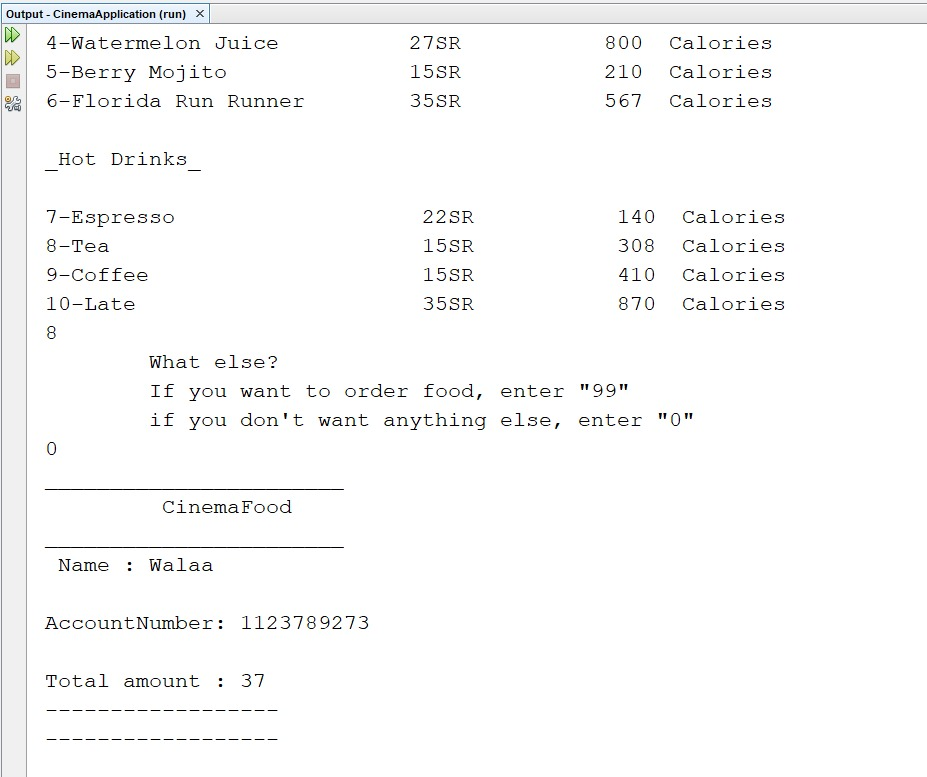 Output - CinemaApplication (run) ×
4-Watermelon Juice 27SR 800 Calories
5-Berry Mojito 15SR 210 Calories
6-Florida Run Runner 35SR 567 Calories
_Hot Drinks_
7-Espresso 22SR 140 Calories
8-Tea 15SR 308 Calories
9-Coffee 15SR 410 Calories
10-Late 35SR 870 Calories
8
What else?
If you want to order food, enter "99"
if you don't want anything else, enter "0"
0
_______________________
CinemaFood
_______________________
Name : Walaa
AccountNumber: 1123789273
Total amount : 37
------------------
------------------